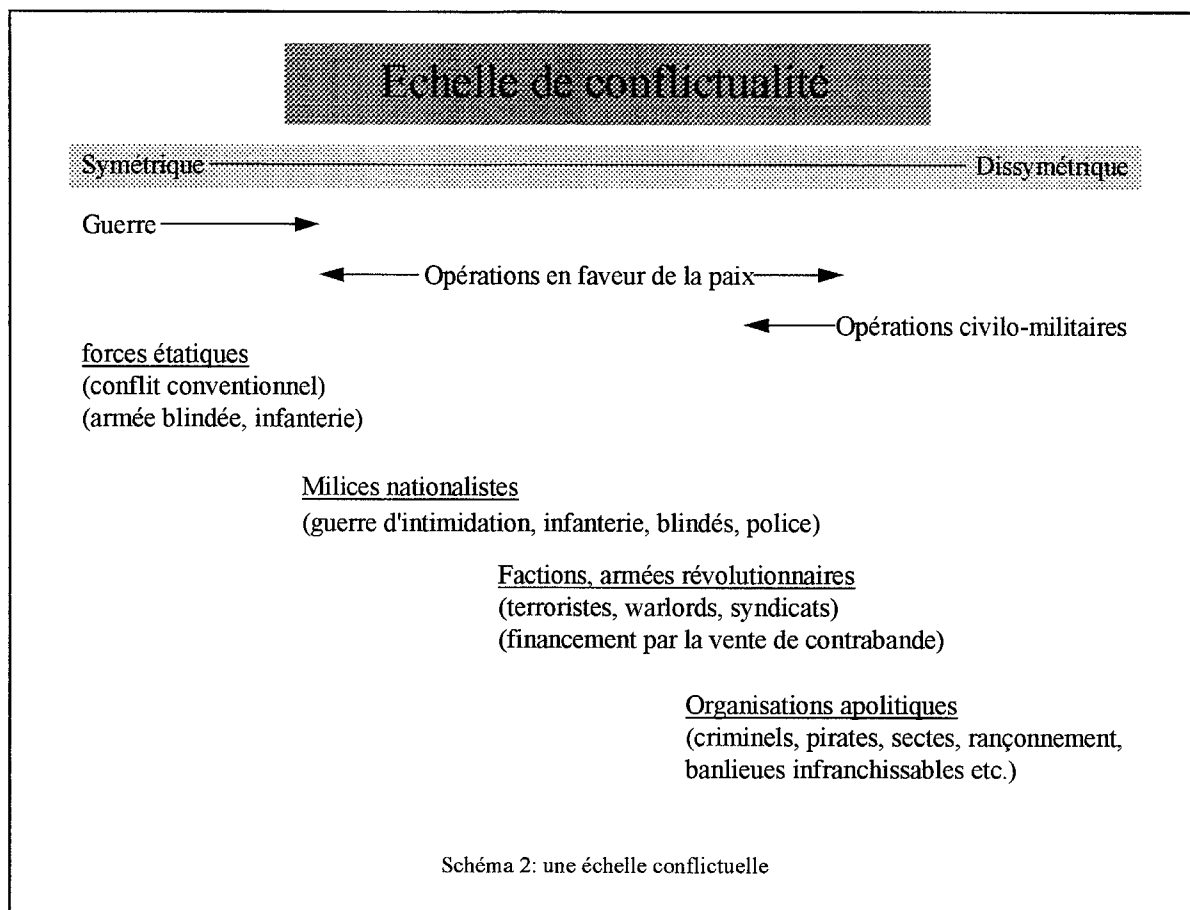 Echelle de conflictualité
Symétrique Dissymétrique
Guerre
Opérations en faveur de la paix
Opérations civilo-militaires
forces étatiques
(conflit conventionnel)
(armée blindée, infanterie)
Milices nationalistes
(guerre d'intimidation, infanterie, blindés, police)
Factions, armées révolutionnaires
(terroristes, warlords, syndicats)
(financement par la vente de contrabande)
Organisations apolitiques
(criminels, pirates, sectes, rançonnement,
banlieues infranchissables etc.)
Schéma 2: une échelle conflictuelle